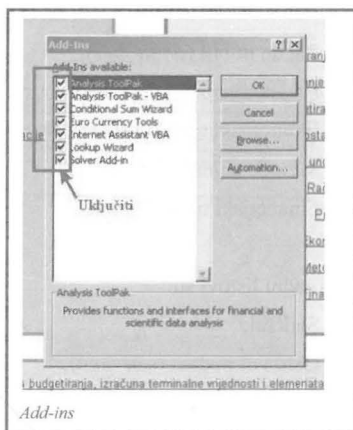 Add-Ins
Add-Ins available:
Analysis ToolPak
Analysis ToolPak - VBA
Conditional Sum Wizard
Euro Currency Tools
Internet Assistant VBA
Lookup Wizard
Solver Add-in
OK
Cancel
Browse...
Automation...
Uključiti
Analysis ToolPak
Provides functions and interfaces for financial and
scientific data analysis
budgetiranja, izračuna terminalne vrijednosti i elemenata
Add-ins